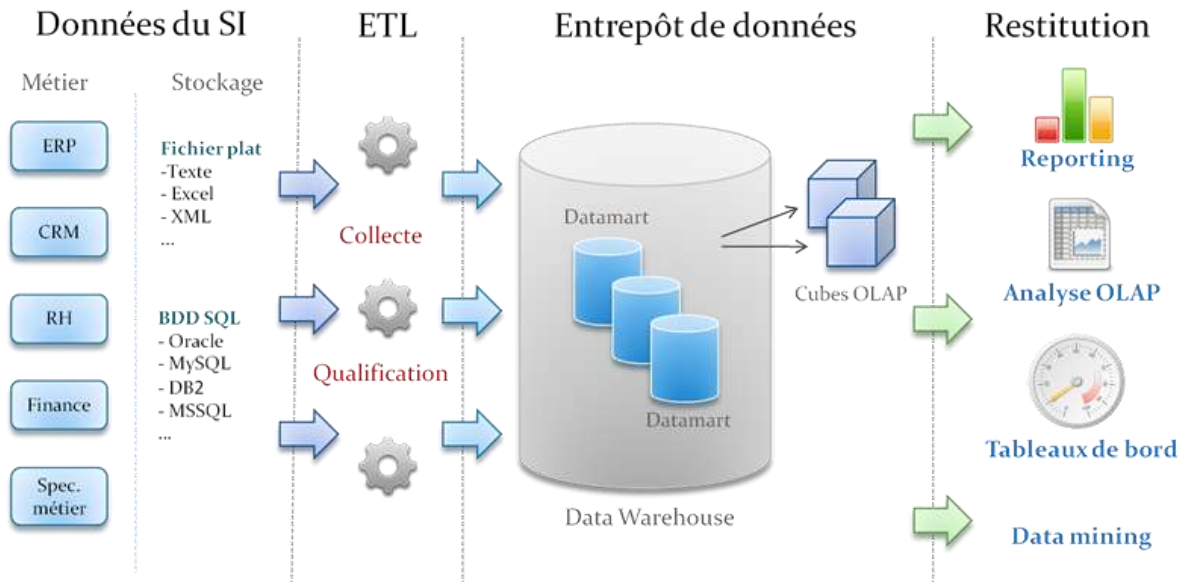 Données du SI
ETL
Entrepôt de données
Restitution
Métier
Stockage
ERP
CRM
RH
Finance
Spec.
métier
Fichier plat
-Texte
- Excel
- XML
...
BDD SQL
- Oracle
- MySQL
- DB2
- MSSQL
...
Collecte
Qualification
Datamart
Datamart
Cubes OLAP
Data Warehouse
Reporting
Analyse OLAP
Tableaux de bord
Data mining